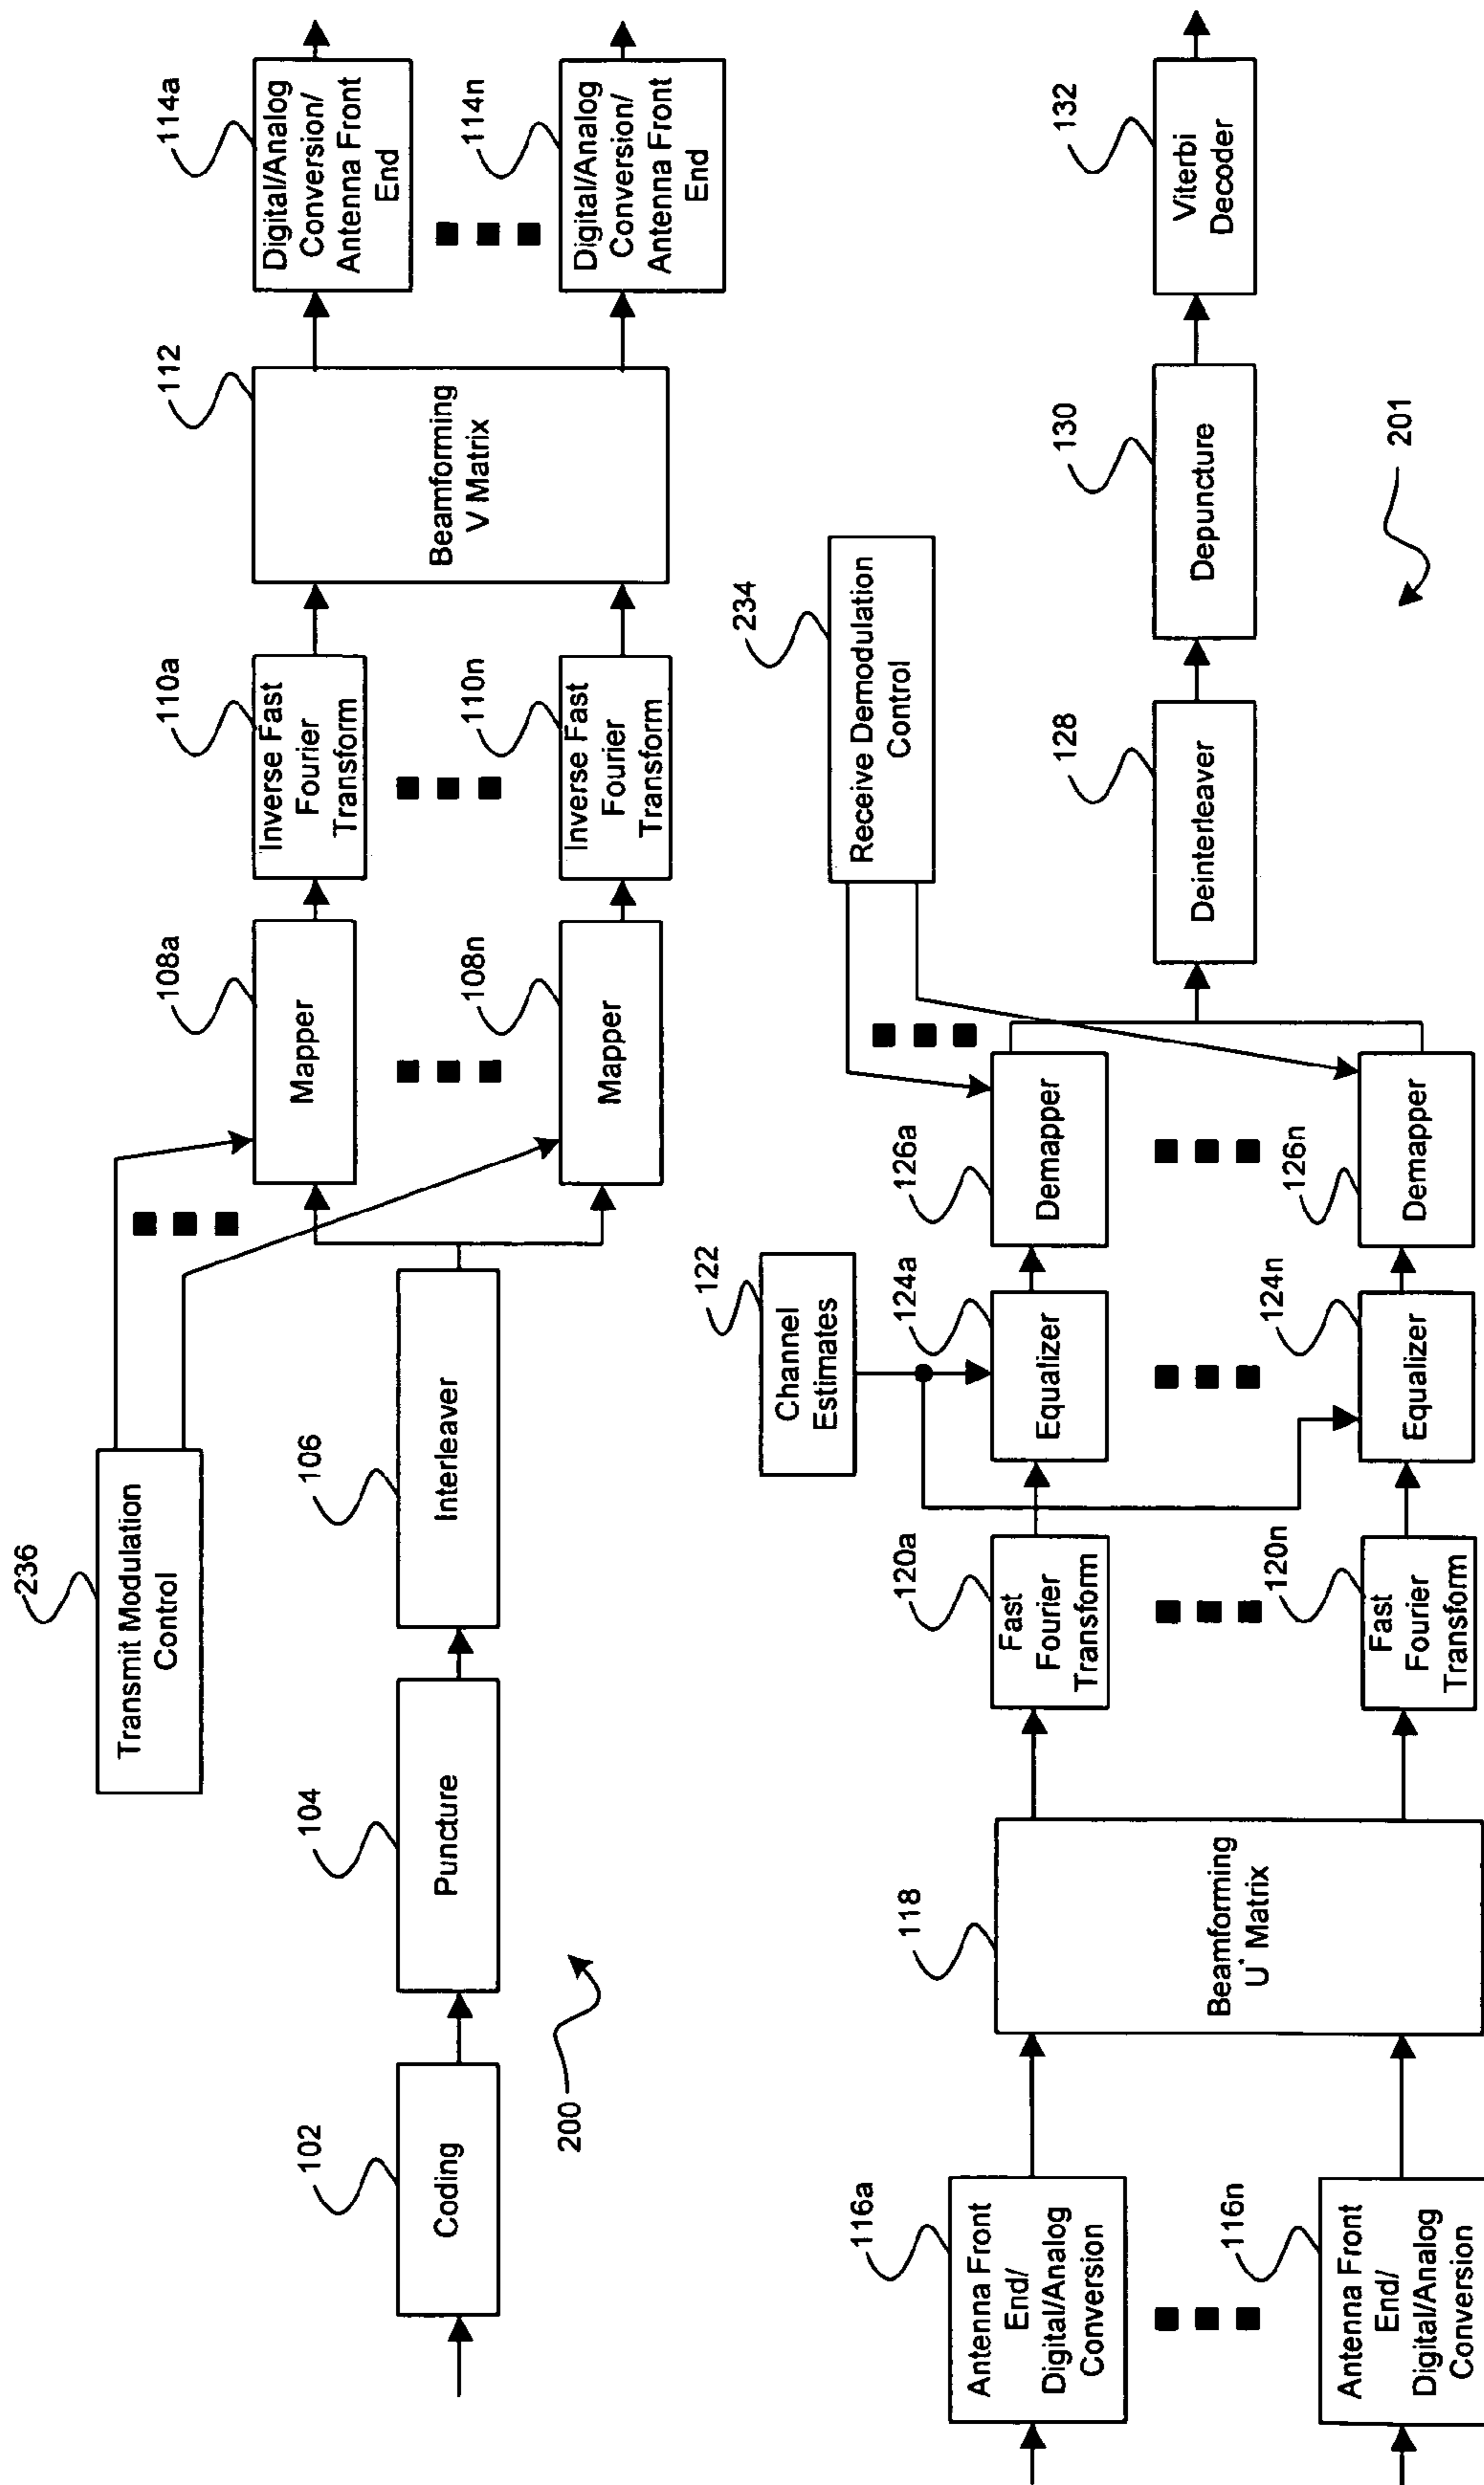 236
Transmit Modulation
Control
102
Coding
104
Puncture
106
Interleaver
108a
Mapper
108n
Mapper
110a
Inverse Fast
Fourier
Transform
110n
Inverse Fast
Fourier
Transform
112
Beamforming
V Matrix
114a
Digital/Analog
Conversion/
Antenna Front
End
114n
Digital/Analog
Conversion/
Antenna Front
End
200
116a
Antenna Front
End/
Digital/Analog
Conversion
116n
Antenna Front
End/
Digital/Analog
Conversion
118
Beamforming
U* Matrix
120a
Fast
Fourier
Transform
120n
Fast
Fourier
Transform
122
Channel
Estimates
124a
Equalizer
124n
Equalizer
126a
Demapper
126n
Demapper
234
Receive Demodulation
Control
128
Deinterleaver
130
Depuncture
132
Viterbi
Decoder
201